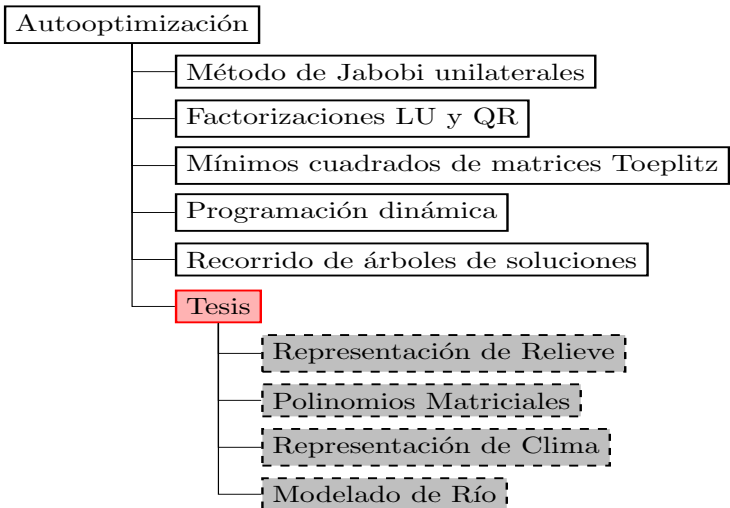 Autooptimización
Método de Jabobi unilaterales
Factorizaciones LU y QR
Mínimos cuadrados de matrices Toeplitz
Programación dinámica
Recorrido de árboles de soluciones
Tesis
Representación de Relieve
Polinomios Matriciales
Representación de Clima
Modelado de Río